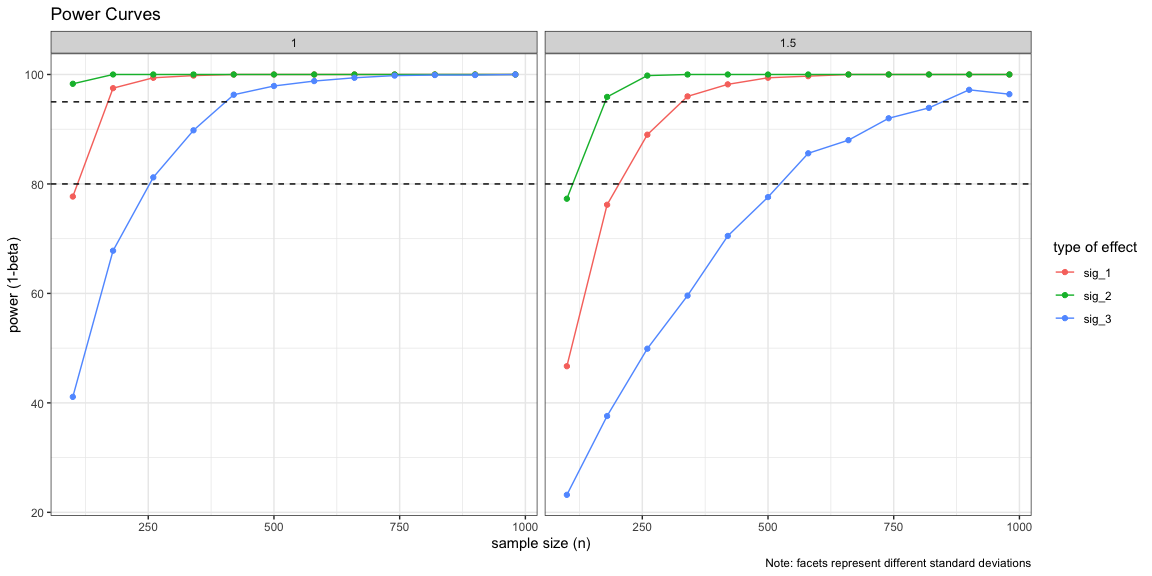 Power Curves
1
1.5
100
80
60
40
20
power (1-beta)
250
500
750
1000
250
500
750
1000
sample size (n)
type of effect
sig_1
sig_2
sig_3
Note: facets represent different standard deviations